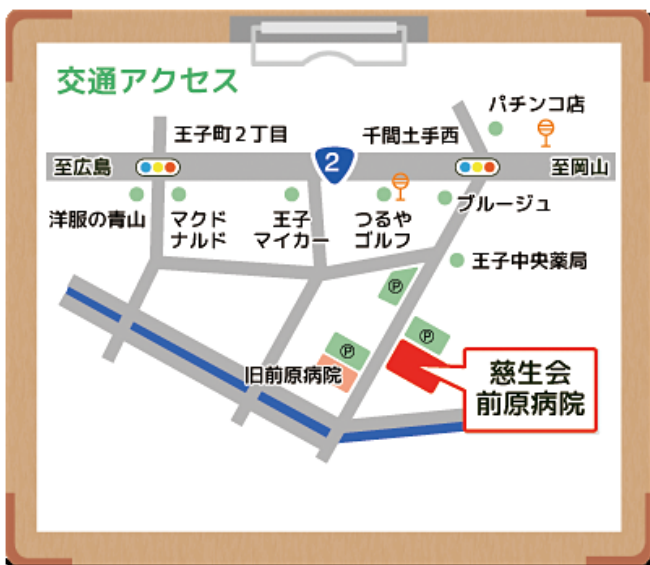 交通アクセス
パチンコ店
王子町2丁目
2
千間土手西
至広島
至岡山
洋服の青山
マクド
ナルド
王子
マイカー
つるや
ゴルフ
ブルージュ
王子中央薬局
P
P
P
旧前原病院
慈生会
前原病院